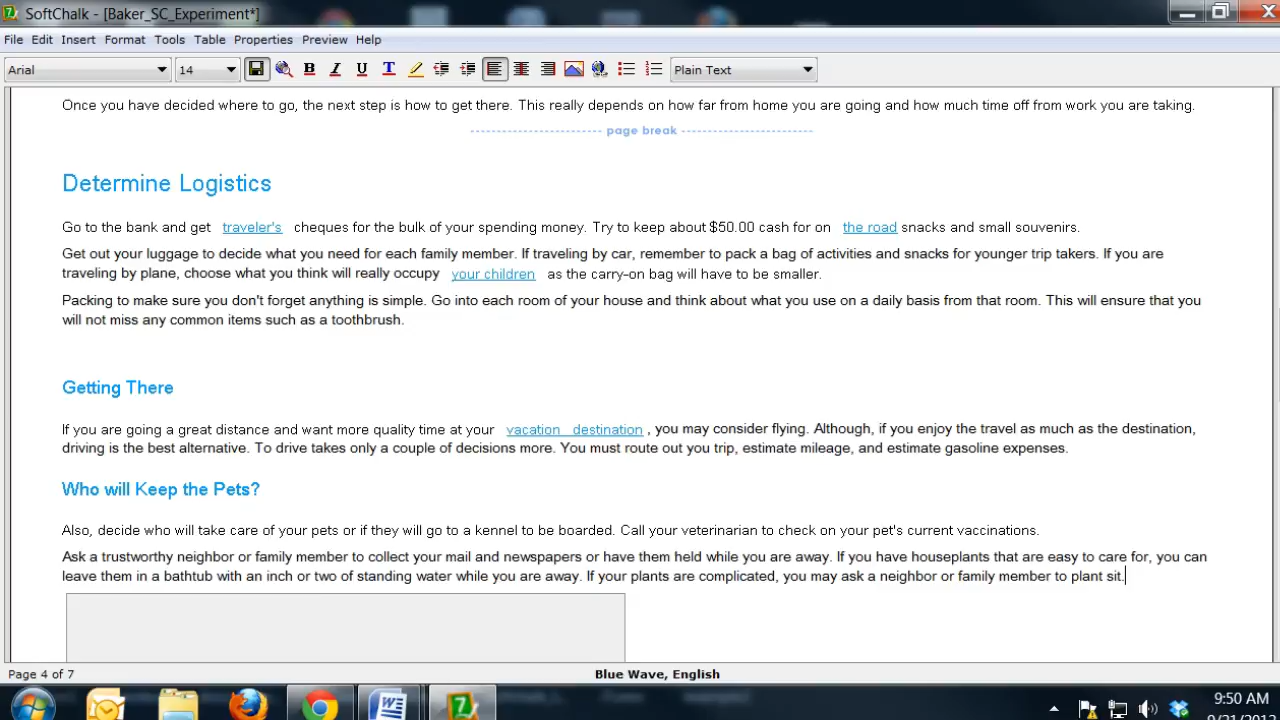 SoftChalk - [Baker_SC_Experiment*]
File Edit Insert Format Tools Table Properties Preview Help
Arial 14 B I U T Plain Text
Once you have decided where to go, the next step is how to get there. This really depends on how far from home you are going and how much time off from work you are taking.
page break
Determine Logistics
Go to the bank and get traveler's cheques for the bulk of your spending money. Try to keep about $50.00 cash for on the road snacks and small souvenirs.
Get out your luggage to decide what you need for each family member. If traveling by car, remember to pack a bag of activities and snacks for younger trip takers. If you are
traveling by plane, choose what you think will really occupy your children as the carry-on bag will have to be smaller.
Packing to make sure you don't forget anything is simple. Go into each room of your house and think about what you use on a daily basis from that room. This will ensure that you
will not miss any common items such as a toothbrush.
Getting There
If you are going a great distance and want more quality time at your vacation destination , you may consider flying. Although, if you enjoy the travel as much as the destination,
driving is the best alternative. To drive takes only a couple of decisions more. You must route out you trip, estimate mileage, and estimate gasoline expenses.
Who will Keep the Pets?
Also, decide who will take care of your pets or if they will go to a kennel to be boarded. Call your veterinarian to check on your pet's current vaccinations.
Ask a trustworthy neighbor or family member to collect your mail and newspapers or have them held while you are away. If you have houseplants that are easy to care for, you can
leave them in a bathtub with an inch or two of standing water while you are away. If your plants are complicated, you may ask a neighbor or family member to plant sit.
Page 4 of 7 Blue Wave, English
9:50 AM